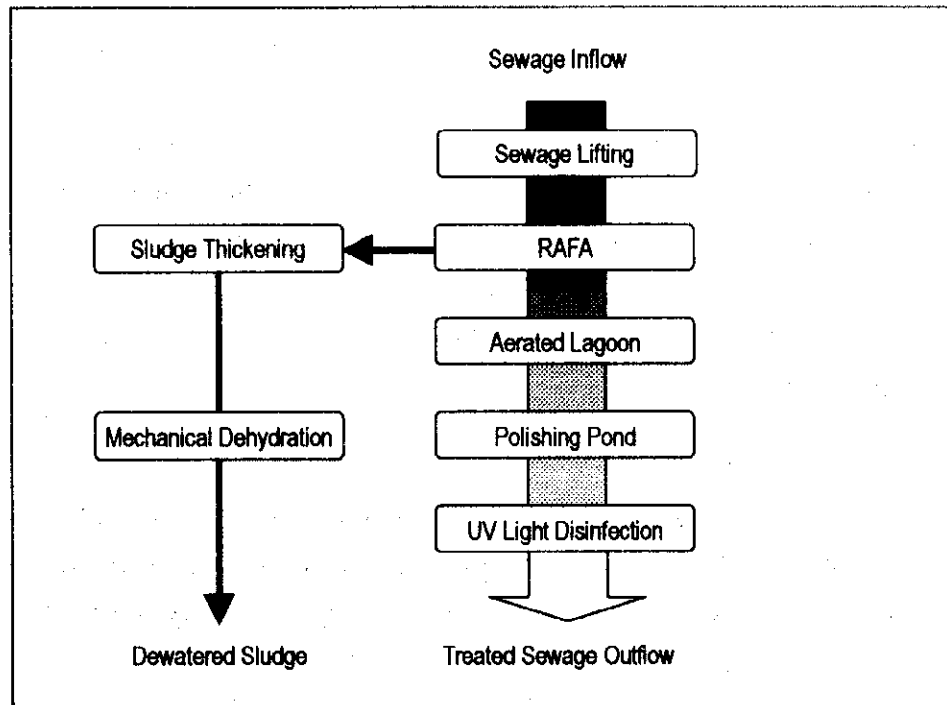 Sewage Inflow
Sewage Lifting
Sludge Thickening
RAFA
Aerated Lagoon
Mechanical Dehydration
Polishing Pond
UV Light Disinfection
Dewatered Sludge
Treated Sewage Outflow